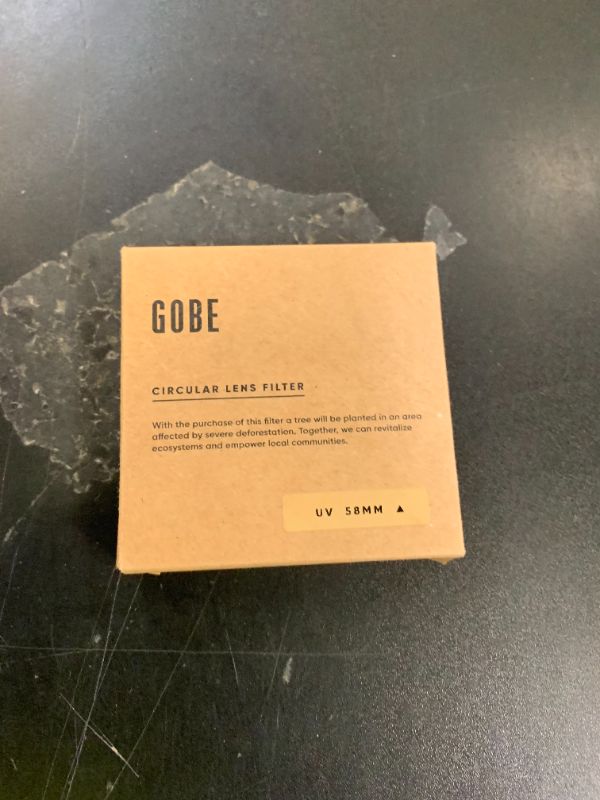 GOBE
CIRCULAR LENS FILTER
With the purchase of this filter a tree will be planted in an area
affected by severe deforestation. Together, we can revitalize
ecosystems and empower local communities.
UV 58MM ▲